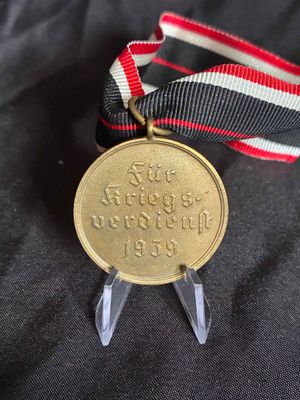 Für
Kriegs-
verdienst
1939